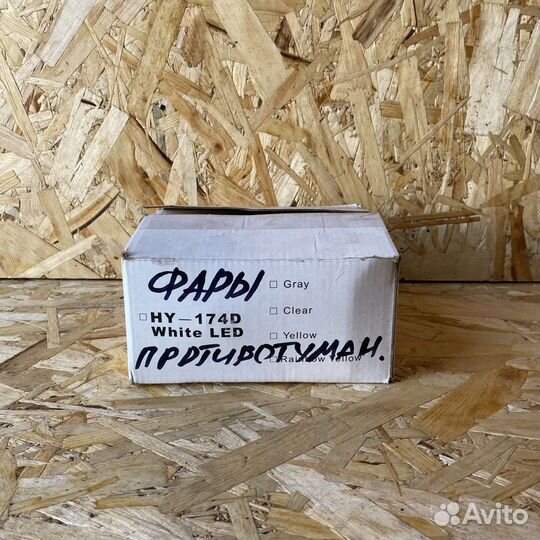 ФАРЫ
□ Gray
□ HY-174D
□ Clear
White LED
□ Yellow
ПРОТИВОТУМАН.
□ Rainbow Yellow
Avito